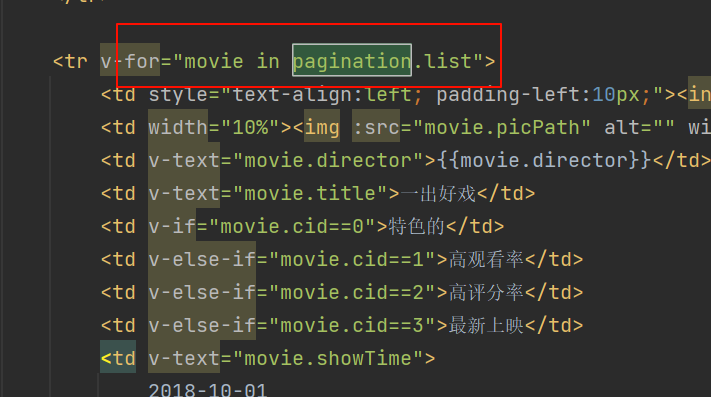 </tr>
<tr v-for="movie in pagination.list">
<td style="text-align:left; padding-left:10px;"><in
<td width="10%"><img :src="movie.picPath" alt="" wi
<td v-text="movie.director">{{movie.director}}</td>
<td v-text="movie.title">一出好戏</td>
<td v-if="movie.cid==0">特色的</td>
<td v-else-if="movie.cid==1">高观看率</td>
<td v-else-if="movie.cid==2">高评分率</td>
<td v-else-if="movie.cid==3">最新上映</td>
<td v-text="movie.showTime">
2018-10-01